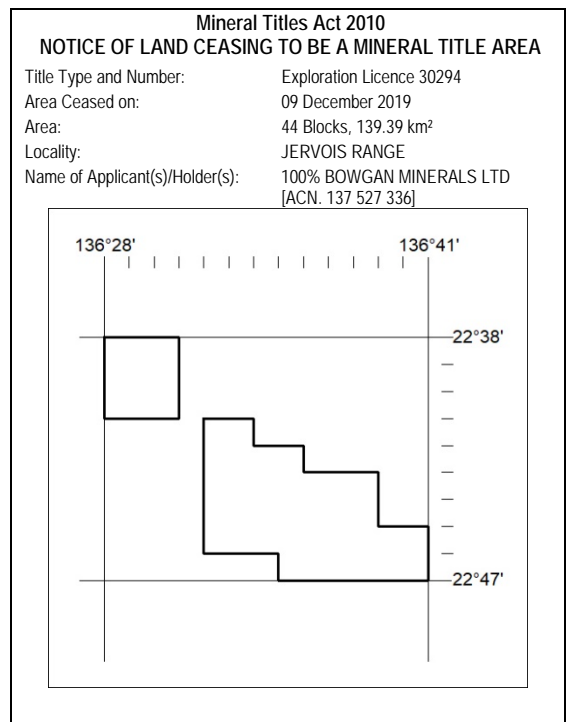 Mineral Titles Act 2010
NOTICE OF LAND CEASING TO BE A MINERAL TITLE AREA
Title Type and Number: Exploration Licence 30294
Area Ceased on: 09 December 2019
Area: 44 Blocks, 139.39 km²
Locality: JERVOIS RANGE
Name of Applicant(s)/Holder(s): 100% BOWGAN MINERALS LTD
[ACN. 137 527 336]
136°28' 136°41'
22°38'
22°47'